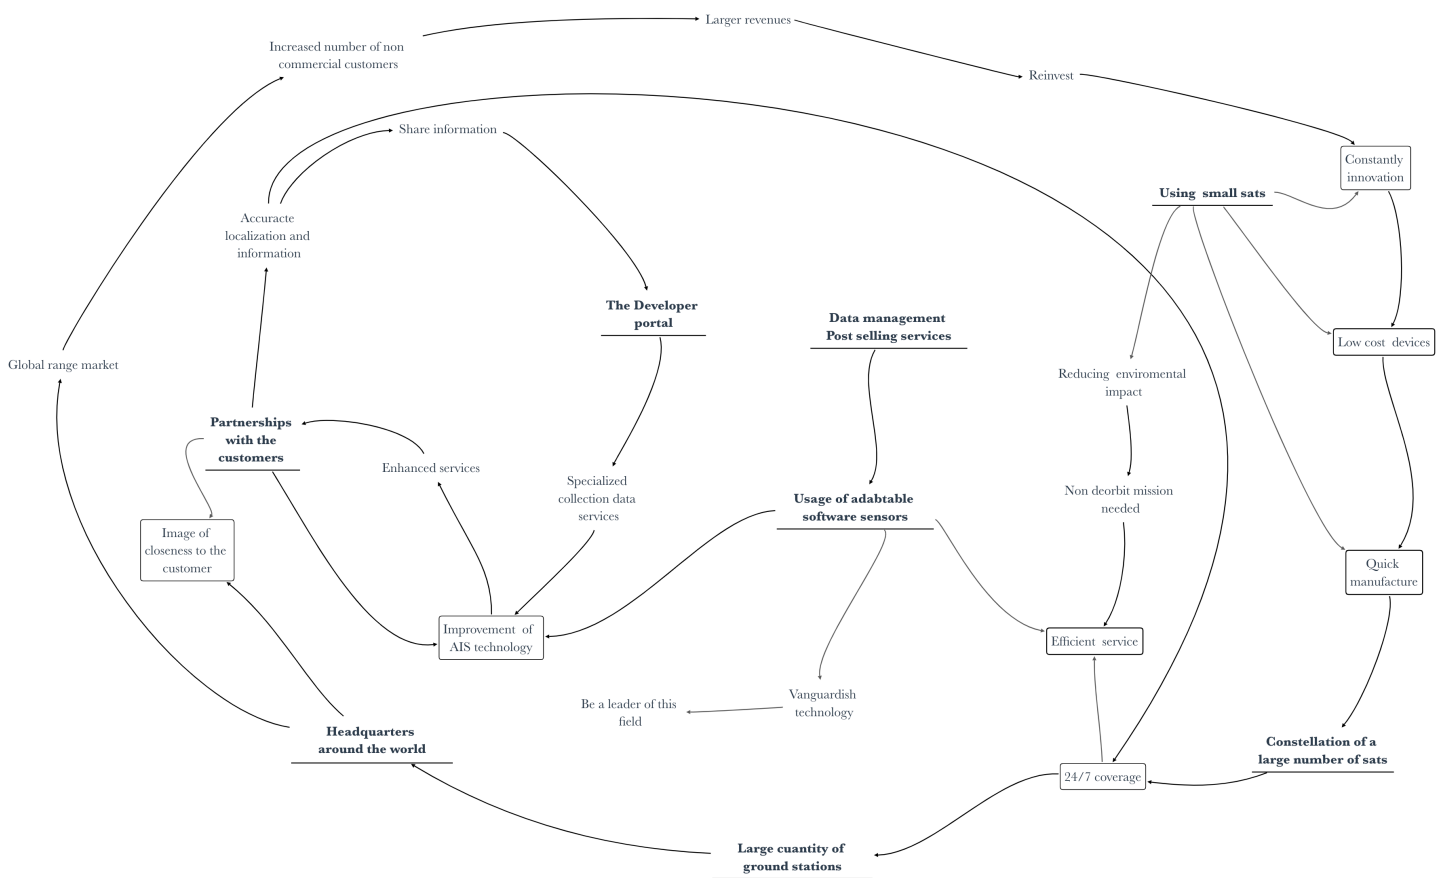 Larger revenues
Increased number of non
commercial customers
Reinvest
Share information
Constantly
innovation
Using small sats
Accuracte
localization and
information
The Developer
portal
Data management
Post selling services
Low cost devices
Global range market
Reducing enviromental
impact
Partnerships
with the
customers
Enhanced services
Specialized
collection data
services
Usage of adabtable
software sensors
Non deorbit mission
needed
Image of
closeness to the
customer
Quick
manufacture
Improvement of
AIS technology
Efficient service
Be a leader of this
field
Vanguardish
technology
Headquarters
around the world
Constellation of a
large number of sats
24/7 coverage
Large cuantity of
ground stations